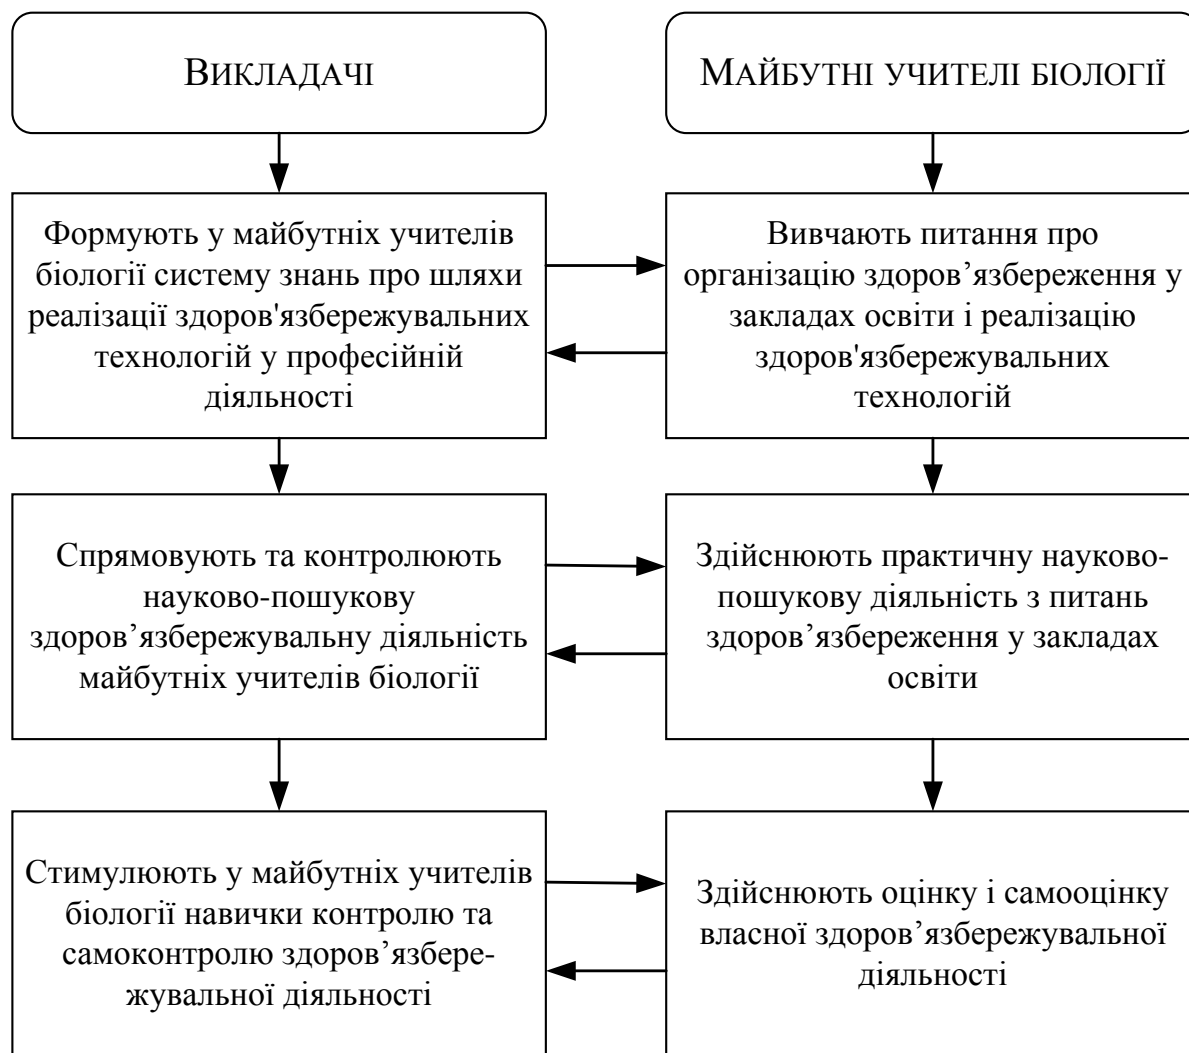 ВИКЛАДАЧІ
МАЙБУТНІ УЧИТЕЛІ БІОЛОГІЇ
Формують у майбутніх учителів
біології систему знань про шляхи
реалізації здоров'язбережувальних
технологій у професійній
діяльності
Вивчають питання про
організацію здоров’язбереження у
закладах освіти і реалізацію
здоров'язбережувальних
технологій
Спрямовують та контролюють
науково-пошукову
здоров’язбережувальну діяльність
майбутніх учителів біології
Здійснюють практичну науково-
пошукову діяльність з питань
здоров’язбереження у закладах
освіти
Стимулюють у майбутніх учителів
біології навички контролю та
самоконтролю здоров’язбере-
жувальної діяльності
Здійснюють оцінку і самооцінку
власної здоров’язбережувальної
діяльності